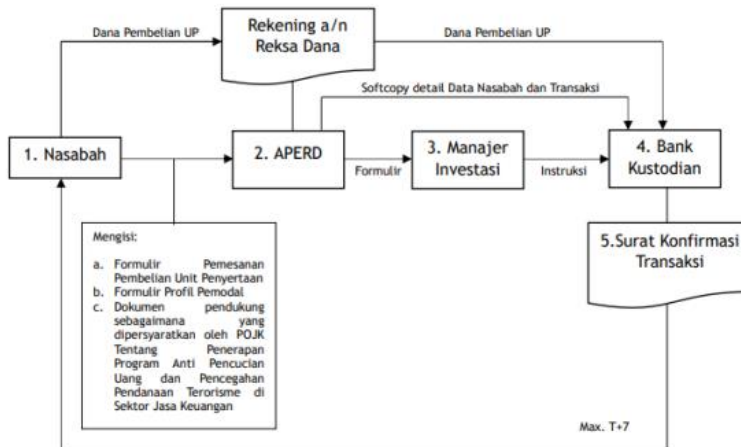 Dana Pembelian UP
Rekening a/n
Reksa Dana
Dana Pembelian UP
Softcopy detail Data Nasabah dan Transaksi
1. Nasabah
2. APERD
Formulir
3. Manajer
Investasi
Instruksi
4. Bank
Kustodian
Mengisi:
a. Formulir Pemesanan
Pembelian Unit Penyertaan
b. Formulir Profil Pemodal
c. Dokumen pendukung
sebagaimana yang
dipersyaratkan oleh POJK
Tentang Penerapan
Program Anti Pencucian
Uang dan Pencegahan
Pendanaan Terorisme di
Sektor Jasa Keuangan
5.Surat Konfirmasi
Transaksi
Max. T+7